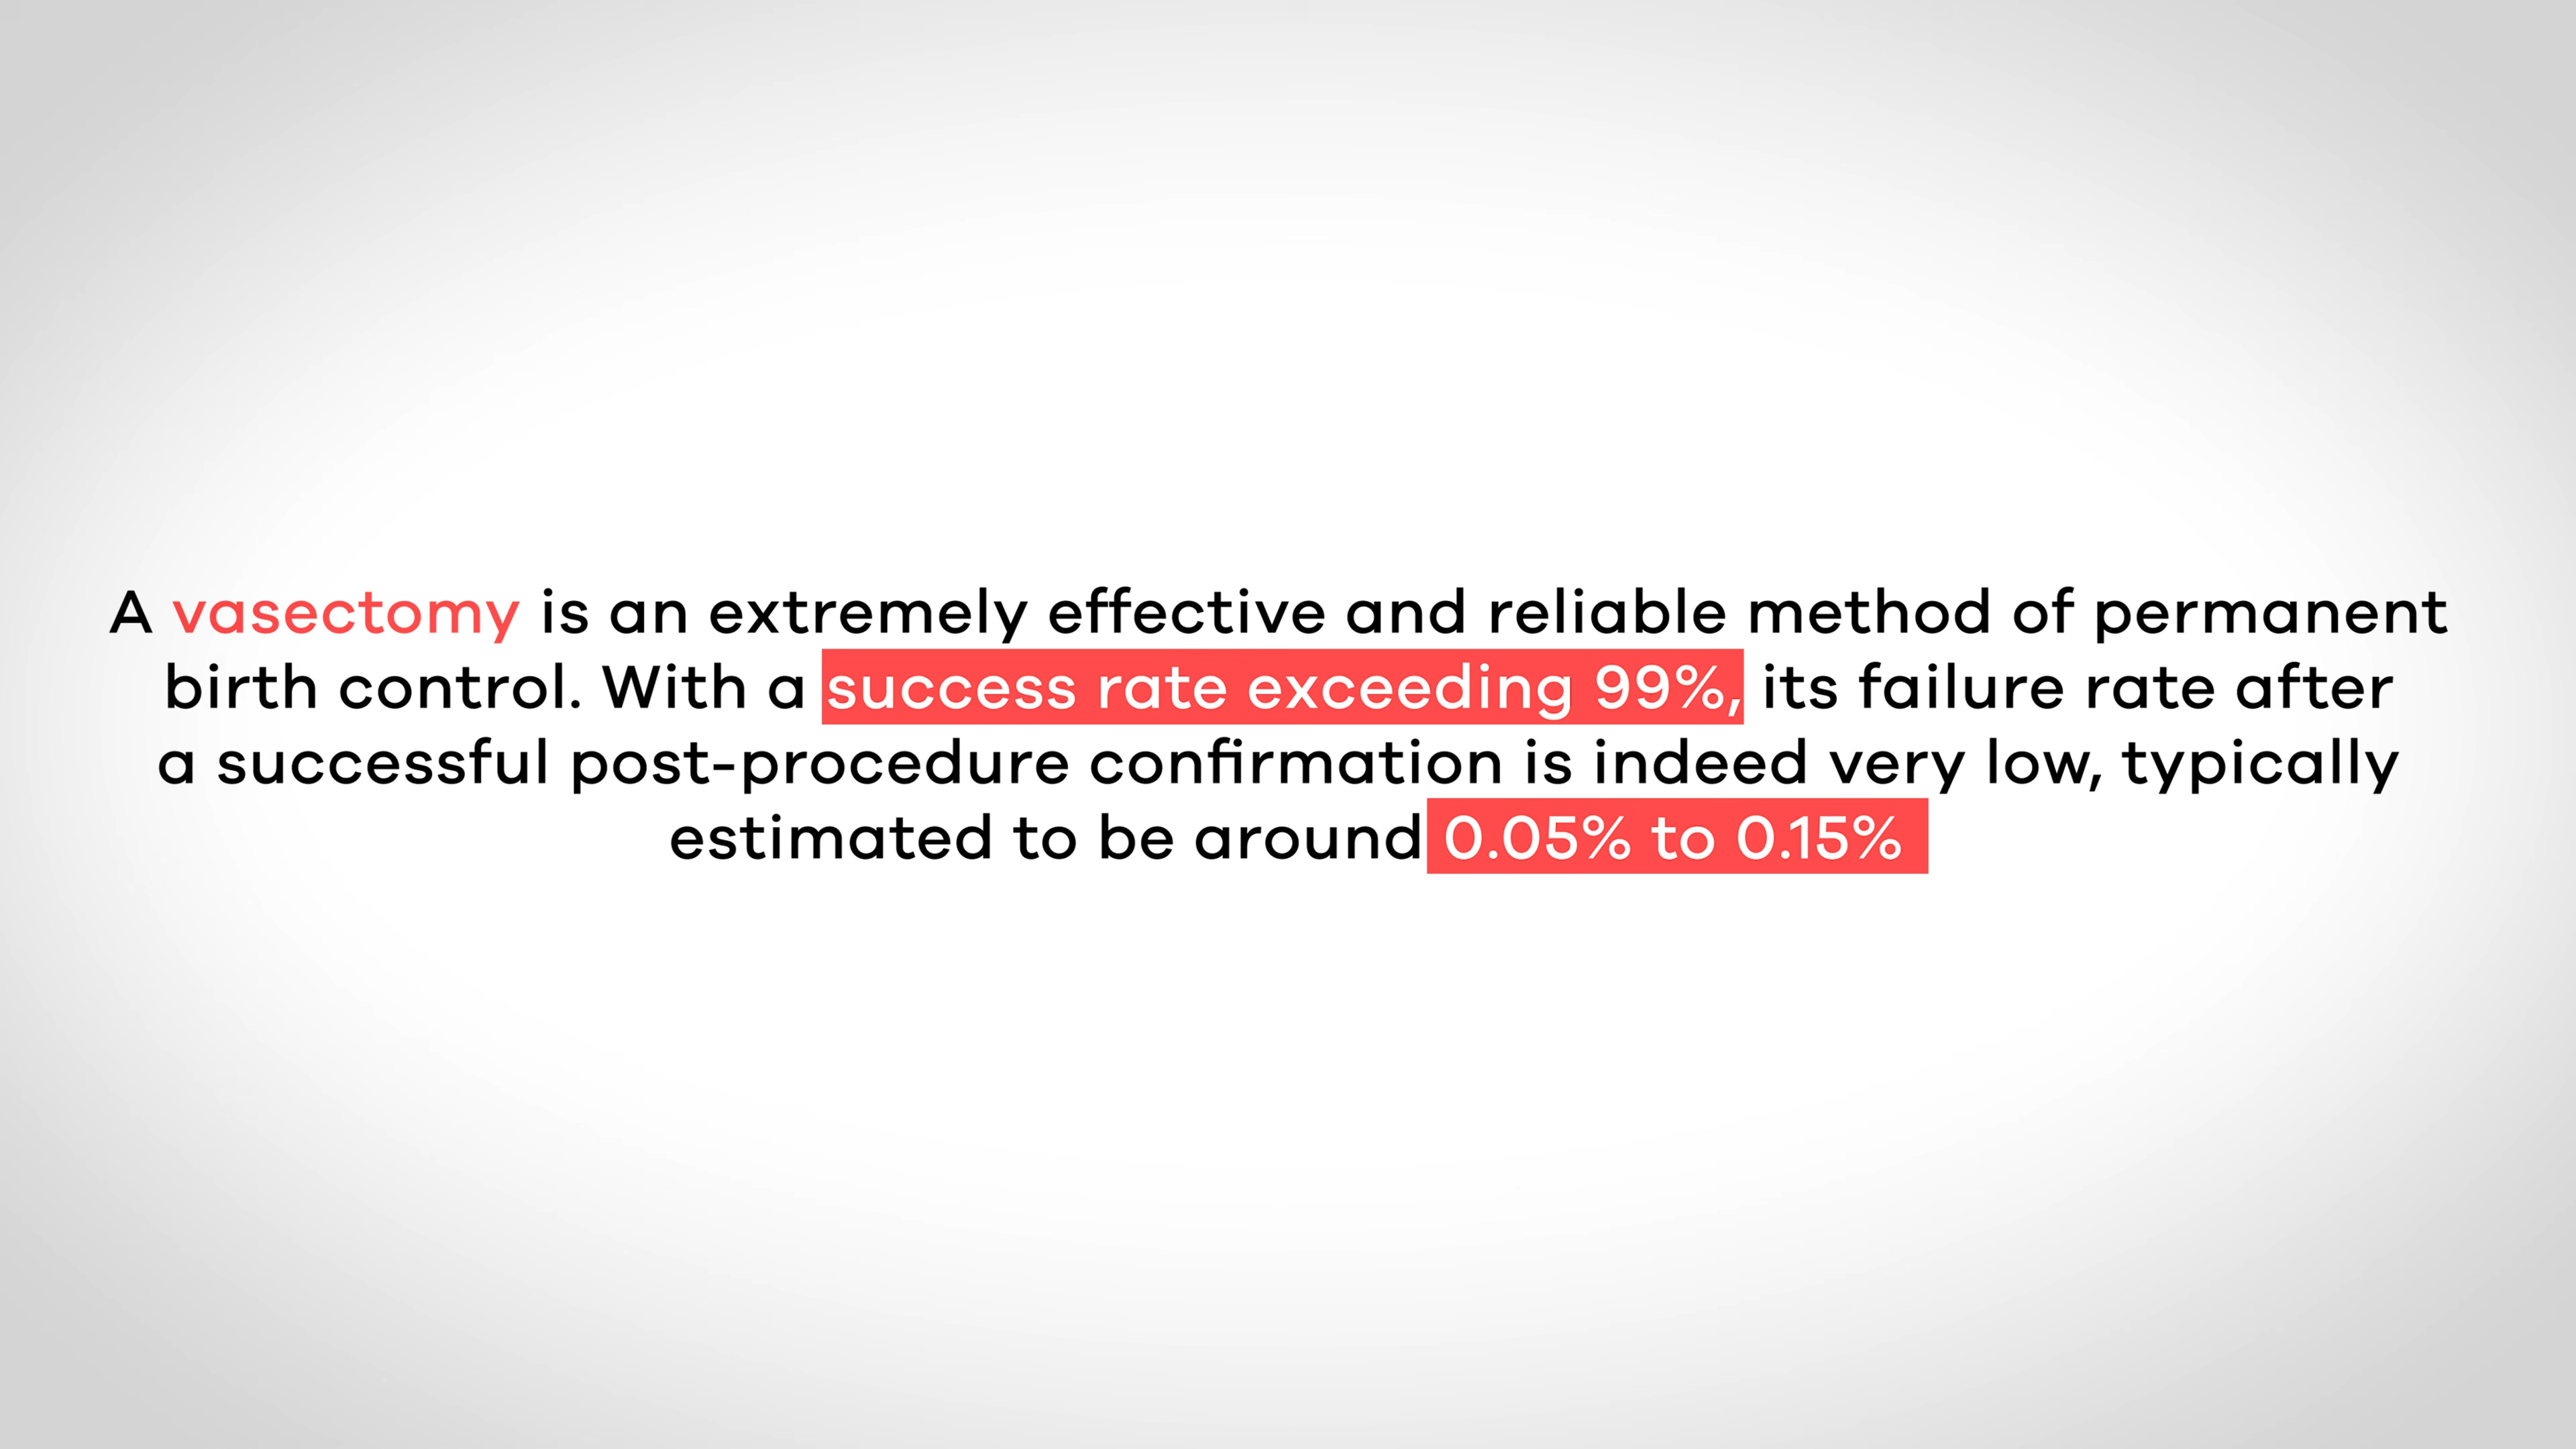 A vasectomy is an extremely effective and reliable method of permanent
birth control. With a success rate exceeding 99%, its failure rate after
a successful post-procedure confirmation is indeed very low, typically
estimated to be around 0.05% to 0.15%